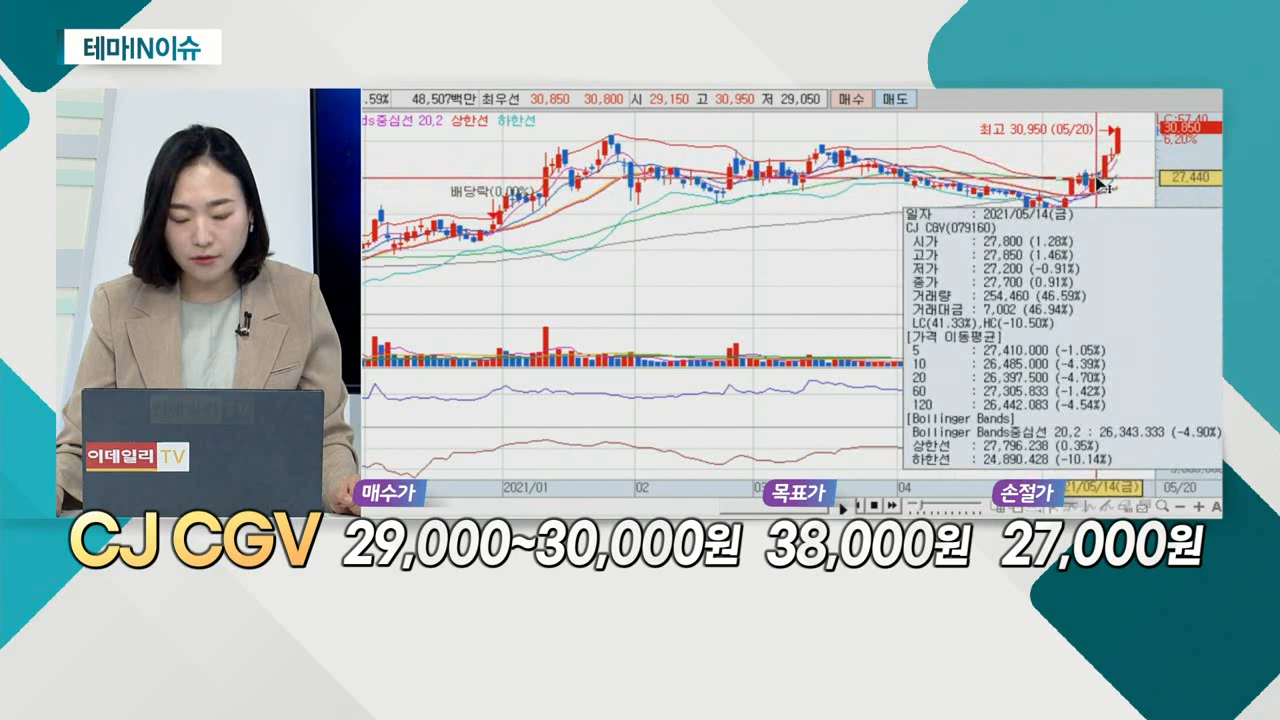 테마IN이슈
.59% 48,507백만 최우선 30,850 30,800 시 29,150 고 30,950 저 29,050 매수 매도
ds중심선 20,2 상한선 하한선
최고 30,950 (05/20)
LC:57.40
30,850
6.20%
27,440
배당락(0.00%)
일자 : 2021/05/14(금)
CJ CGV(079160)
시가 : 27,800 (1.28%)
고가 : 27,850 (1.46%)
저가 : 27,200 (-0.91%)
종가 : 27,700 (0.91%)
거래량 : 254,460 (46.59%)
거래대금 : 7,002 (46.94%)
LC(41.33%),HC(-10.50%)
[가격 이동평균]
5 : 27,410.000 (-1.05%)
10 : 26,485.000 (-4.39%)
20 : 26,397.500 (-4.70%)
60 : 27,305.833 (-1.42%)
120 : 26,442.083 (-4.54%)
[Bollinger Bands]
Bollinger Bands중심선 20,2 : 26,343.333 (-4.90%)
상한선 : 27,796.238 (0.35%)
하한선 : 24,890.428 (-10.14%)
이데일리 TV
2021/01 02 03 04 21/05/14(금) 05/20
매수가 목표가 손절가
CJ CGV 29,000~30,000원 38,000원 27,000원